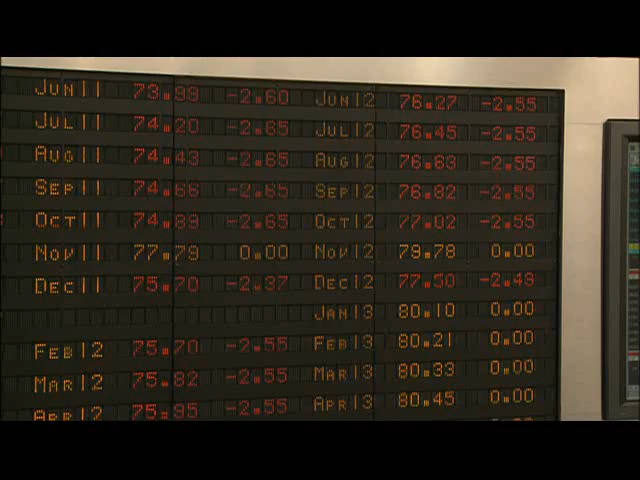 JUN11 73.99 -2.60 JUN12 76.27 -2.55
JUL11 74.20 -2.65 JUL12 76.45 -2.55
AUG11 74.43 -2.65 AUG12 76.63 -2.55
SEP11 74.66 -2.65 SEP12 76.82 -2.55
OCT11 74.89 -2.65 OCT12 77.02 -2.55
NOV11 77.79 0.00 NOV12 79.78 0.00
DEC11 75.70 -2.37 DEC12 77.50 -2.49
JAN13 80.10 0.00
FEB12 75.70 -2.55 FEB13 80.21 0.00
MAR12 75.82 -2.55 MAR13 80.33 0.00
APR12 75.95 -2.55 APR13 80.45 0.00